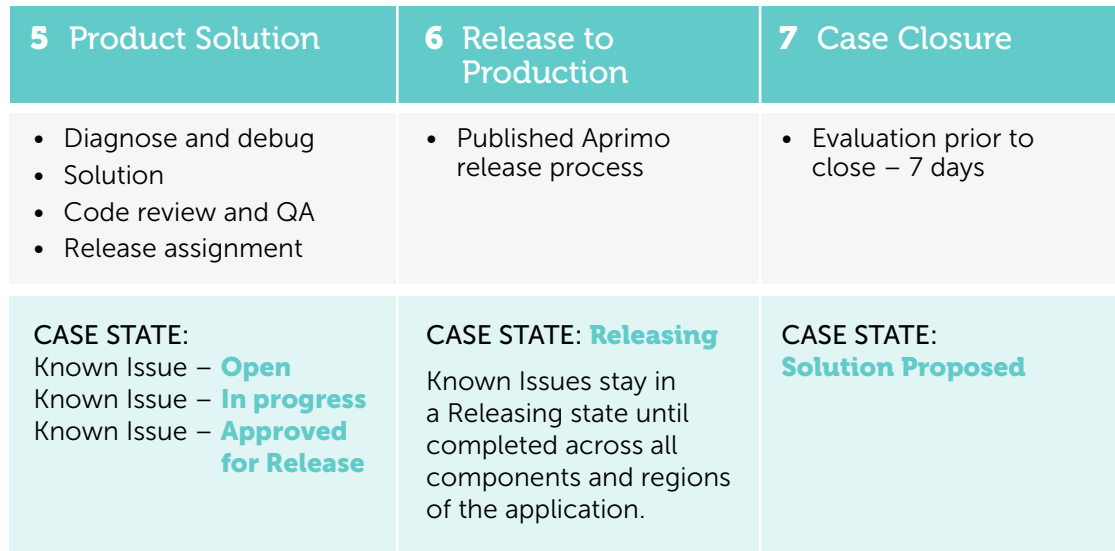 5 Product Solution
• Diagnose and debug
• Solution
• Code review and QA
• Release assignment
CASE STATE:
Known Issue – Open
Known Issue – In progress
Known Issue – Approved
for Release
6 Release to
Production
• Published Aprimo
release process
CASE STATE: Releasing
Known Issues stay in
a Releasing state until
completed across all
components and regions
of the application.
7 Case Closure
• Evaluation prior to
close – 7 days
CASE STATE:
Solution Proposed